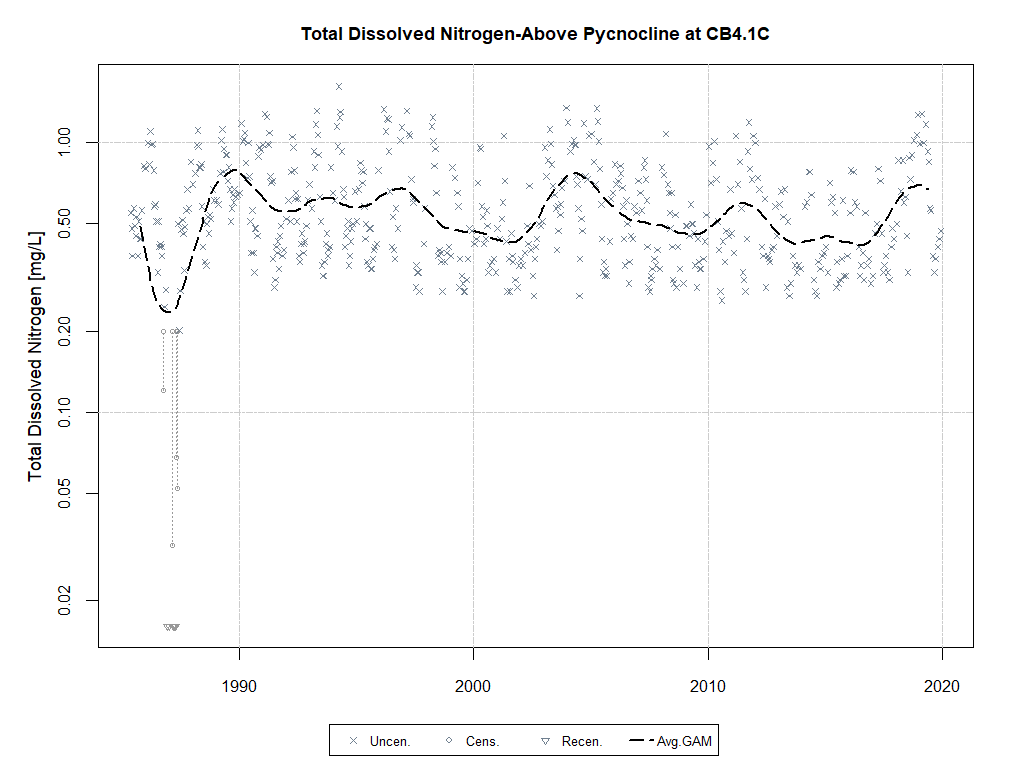 Total Dissolved Nitrogen-Above Pycnocline at CB4.1C
Total Dissolved Nitrogen [mg/L]
1.00
0.50
0.20
0.10
0.05
0.02
1990 2000 2010 2020
Uncen. Cens. Recen. Avg.GAM